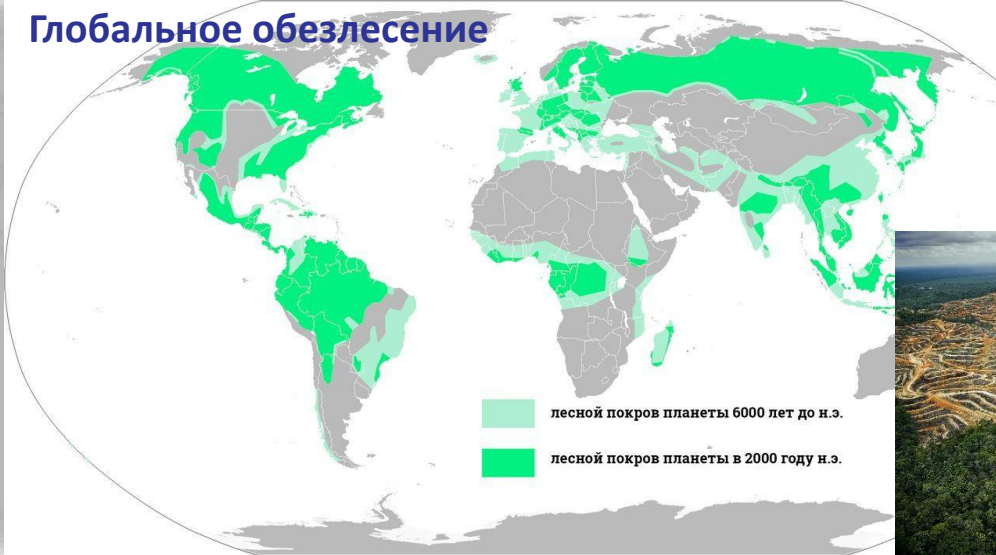 Глобальное обезлесение
лесной покров планеты 6000 лет до н.э.
лесной покров планеты в 2000 году н.э.